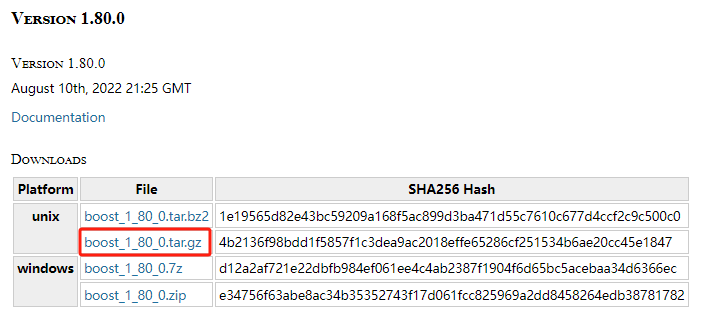 Version 1.80.0
Version 1.80.0
August 10th, 2022 21:25 GMT
Documentation
Downloads
Platform File SHA256 Hash
unix boost_1_80_0.tar.bz2 1e19565d82e43bc59209a168f5ac899d3ba471d55c7610c677d4ccf2c9c500c0
boost_1_80_0.tar.gz 4b2136f98bdd1f5857f1c3dea9ac2018effe65286cf251534b6ae20cc45e1847
windows boost_1_80_0.7z d12a2af721e22dbfb984ef061ee4c4ab2387f1904f6d65bc5acebaa34d6366ec
boost_1_80_0.zip e34756f63abe8ac34b35352743f17d061fcc825969a2dd8458264edb38781782